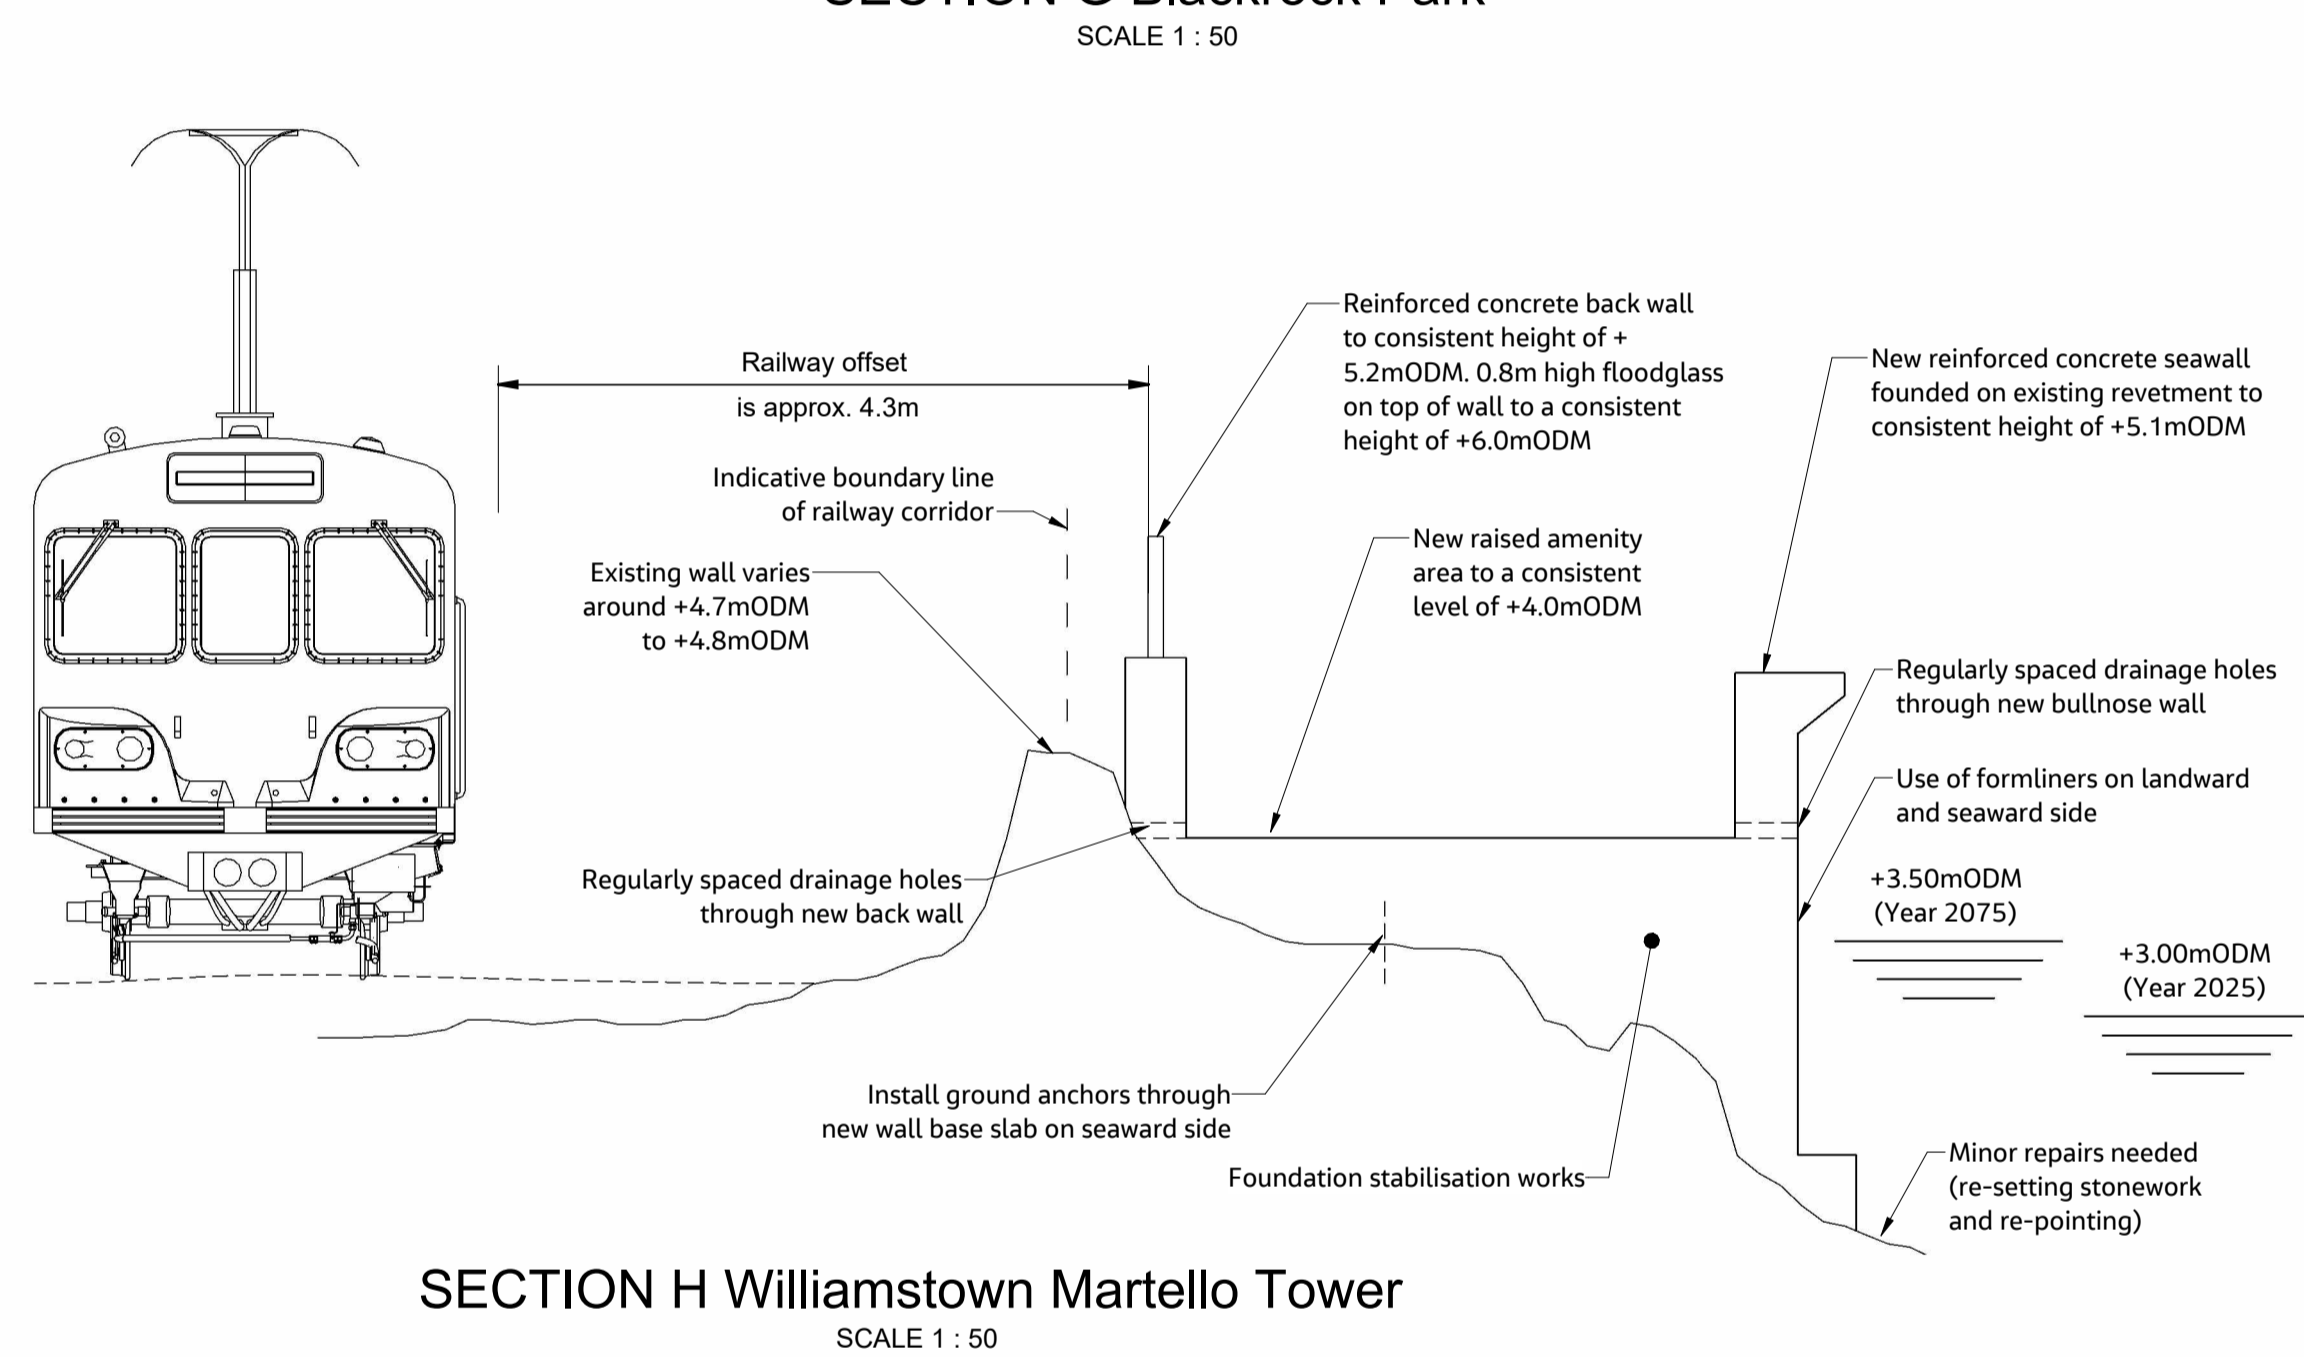 SCALE 1 : 50
Railway offset
is approx. 4.3m
Indicative boundary line
of railway corridor
Existing wall varies
around +4.7mODM
to +4.8mODM
Reinforced concrete back wall
to consistent height of +
5.2mODM. 0.8m high floodglass
on top of wall to a consistent
height of +6.0mODM
New raised amenity
area to a consistent
level of +4.0mODM
New reinforced concrete seawall
founded on existing revetment to
consistent height of +5.1mODM
Regularly spaced drainage holes
through new bullnose wall
Use of formliners on landward
and seaward side
+3.50mODM
(Year 2075)
+3.00mODM
(Year 2025)
Regularly spaced drainage holes
through new back wall
Install ground anchors through
new wall base slab on seaward side
Foundation stabilisation works
Minor repairs needed
(re-setting stonework
and re-pointing)
SECTION H Williamstown Martello Tower
SCALE 1 : 50